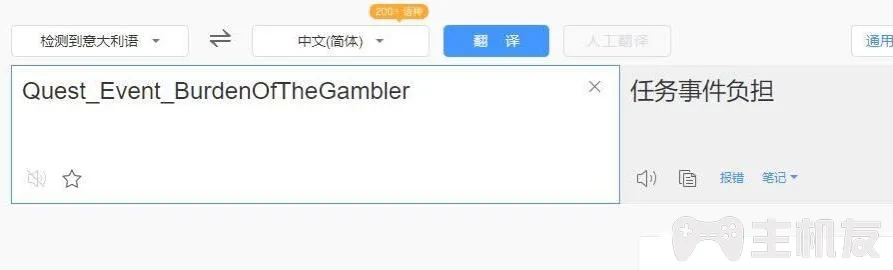 200+ 语种
检测到意大利语
中文(简体)
翻 译
人工翻译
通用
Quest_Event_BurdenOfTheGambler
任务事件负担
报错
笔记
主机友